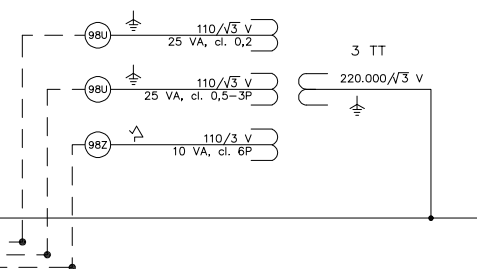 98U
110/√3 V
25 VA, cl. 0,2
3 TT
98U
110/√3 V
25 VA, cl. 0,5-3P
220.000/√3 V
98Z
110/3 V
10 VA, cl. 6P